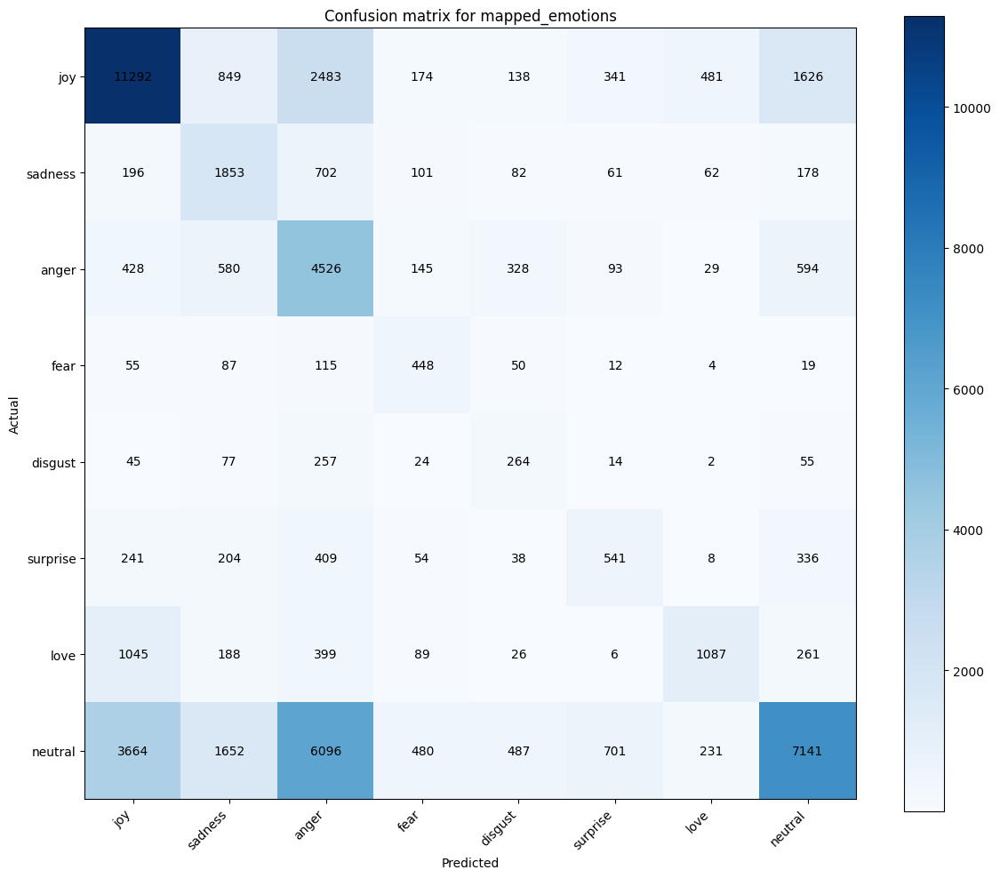 Confusion matrix for mapped_emotions
joy 11292 849 2483 174 138 341 481 1626
sadness 196 1853 702 101 82 61 62 178
anger 428 580 4526 145 328 93 29 594
fear 55 87 115 448 50 12 4 19
disgust 45 77 257 24 264 14 2 55
surprise 241 204 409 54 38 541 8 336
love 1045 188 399 89 26 6 1087 261
neutral 3664 1652 6096 480 487 701 231 7141
joy sadness anger fear disgust surprise love neutral
Predicted
Actual
10000
8000
6000
4000
2000